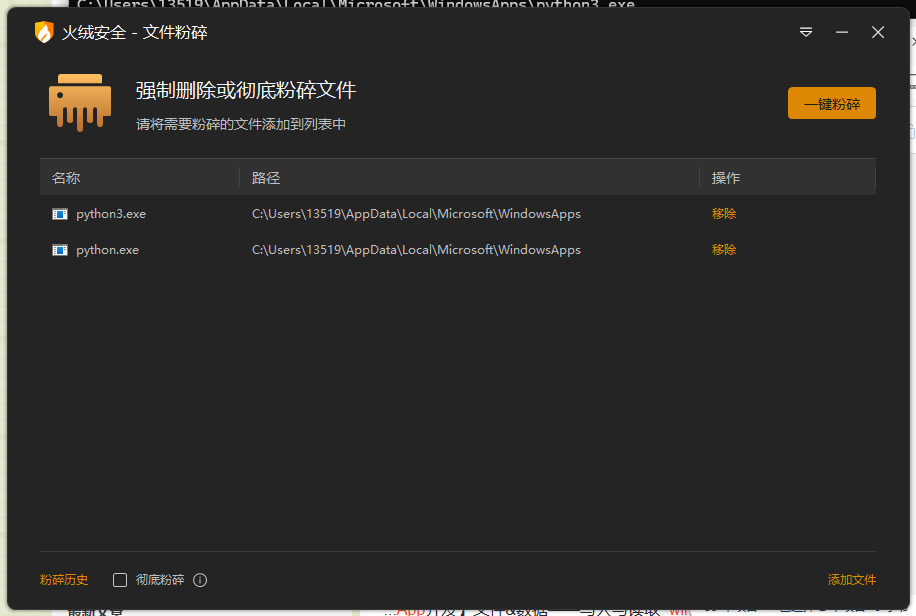 C:\Users\13519\AppData\Local\Microsoft\WindowsApps\python3.exe
火绒安全 - 文件粉碎
强制删除或彻底粉碎文件
请将需要粉碎的文件添加到列表中
一键粉碎
名称 路径 操作
python3.exe C:\Users\13519\AppData\Local\Microsoft\WindowsApps 移除
python.exe C:\Users\13519\AppData\Local\Microsoft\WindowsApps 移除
粉碎历史 彻底粉碎 添加文件